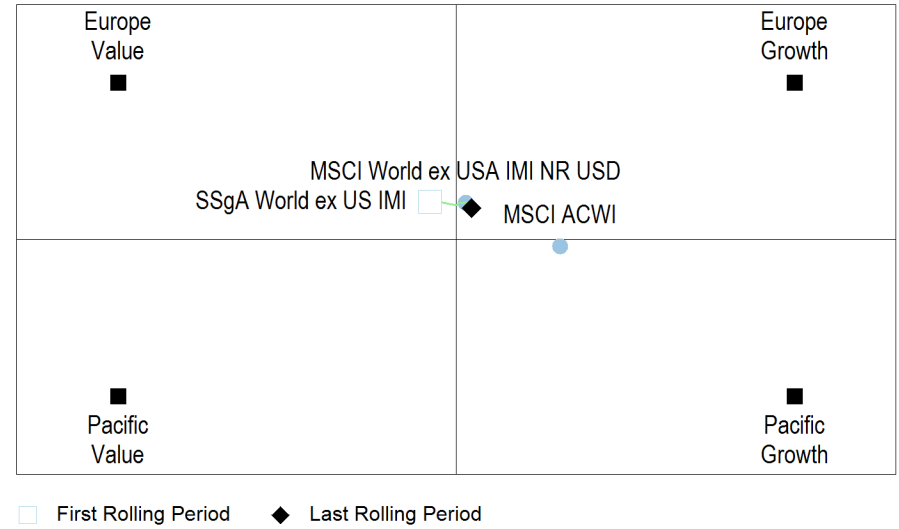 Europe
Value
Europe
Growth
MSCI World ex USA IMI NR USD
SSgA World ex US IMI
MSCI ACWI
Pacific
Value
Pacific
Growth
First Rolling Period
Last Rolling Period